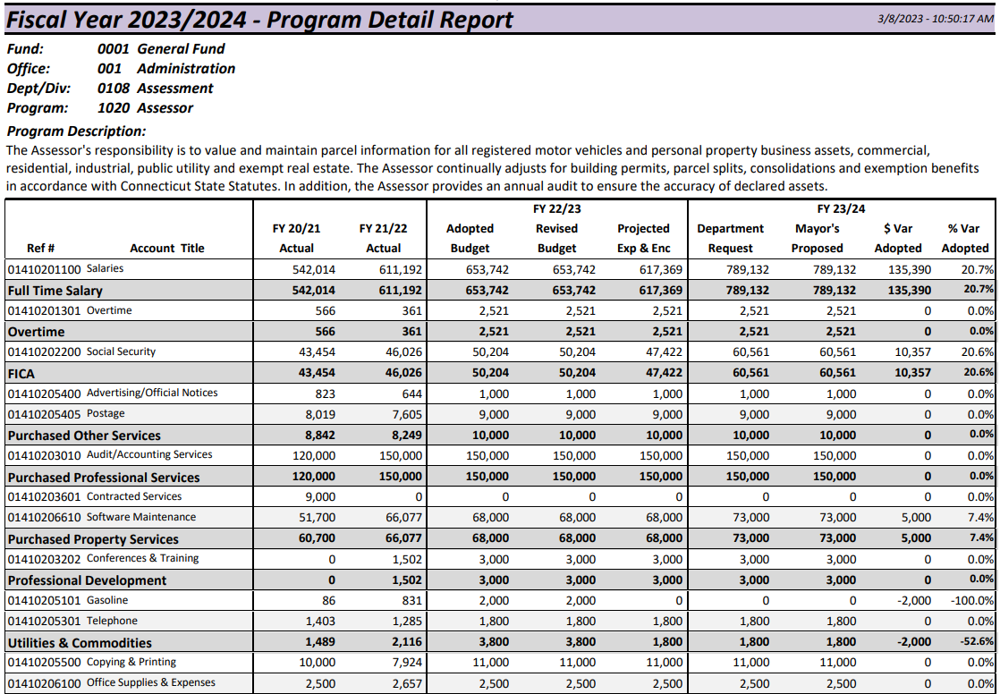 Fiscal Year 2023/2024 - Program Detail Report 3/8/2023 - 10:50:17 AM
Fund: 0001 General Fund
Office: 001 Administration
Dept/Div: 0108 Assessment
Program: 1020 Assessor
Program Description:
The Assessor's responsibility is to value and maintain parcel information for all registered motor vehicles and personal property business assets, commercial,
residential, industrial, public utility and exempt real estate. The Assessor continually adjusts for building permits, parcel splits, consolidations and exemption benefits
in accordance with Connecticut State Statutes. In addition, the Assessor provides an annual audit to ensure the accuracy of declared assets.
FY 22/23 FY 23/24
FY 20/21 FY 21/22 Adopted Revised Projected Department Mayor's $ Var % Var
Ref # Account Title Actual Actual Budget Budget Exp & Enc Request Proposed Adopted Adopted
01410201100 Salaries 542,014 611,192 653,742 653,742 617,369 789,132 789,132 135,390 20.7%
Full Time Salary 542,014 611,192 653,742 653,742 617,369 789,132 789,132 135,390 20.7%
01410201301 Overtime 566 361 2,521 2,521 2,521 2,521 2,521 0 0.0%
Overtime 566 361 2,521 2,521 2,521 2,521 2,521 0 0.0%
01410202200 Social Security 43,454 46,026 50,204 50,204 47,422 60,561 60,561 10,357 20.6%
FICA 43,454 46,026 50,204 50,204 47,422 60,561 60,561 10,357 20.6%
01410205400 Advertising/Official Notices 823 644 1,000 1,000 1,000 1,000 1,000 0 0.0%
01410205405 Postage 8,019 7,605 9,000 9,000 9,000 9,000 9,000 0 0.0%
Purchased Other Services 8,842 8,249 10,000 10,000 10,000 10,000 10,000 0 0.0%
01410203010 Audit/Accounting Services 120,000 150,000 150,000 150,000 150,000 150,000 150,000 0 0.0%
Purchased Professional Services 120,000 150,000 150,000 150,000 150,000 150,000 150,000 0 0.0%
01410203601 Contracted Services 9,000 0 0 0 0 0 0 0 0.0%
01410206610 Software Maintenance 51,700 66,077 68,000 68,000 68,000 73,000 73,000 5,000 7.4%
Purchased Property Services 60,700 66,077 68,000 68,000 68,000 73,000 73,000 5,000 7.4%
01410203202 Conferences & Training 0 1,502 3,000 3,000 3,000 3,000 3,000 0 0.0%
Professional Development 0 1,502 3,000 3,000 3,000 3,000 3,000 0 0.0%
01410205101 Gasoline 86 831 2,000 2,000 0 0 0 -2,000 -100.0%
01410205301 Telephone 1,403 1,285 1,800 1,800 1,800 1,800 1,800 0 0.0%
Utilities & Commodities 1,489 2,116 3,800 3,800 1,800 1,800 1,800 -2,000 -52.6%
01410205500 Copying & Printing 10,000 7,924 11,000 11,000 11,000 11,000 11,000 0 0.0%
01410206100 Office Supplies & Expenses 2,500 2,657 2,500 2,500 2,500 2,500 2,500 0 0.0%